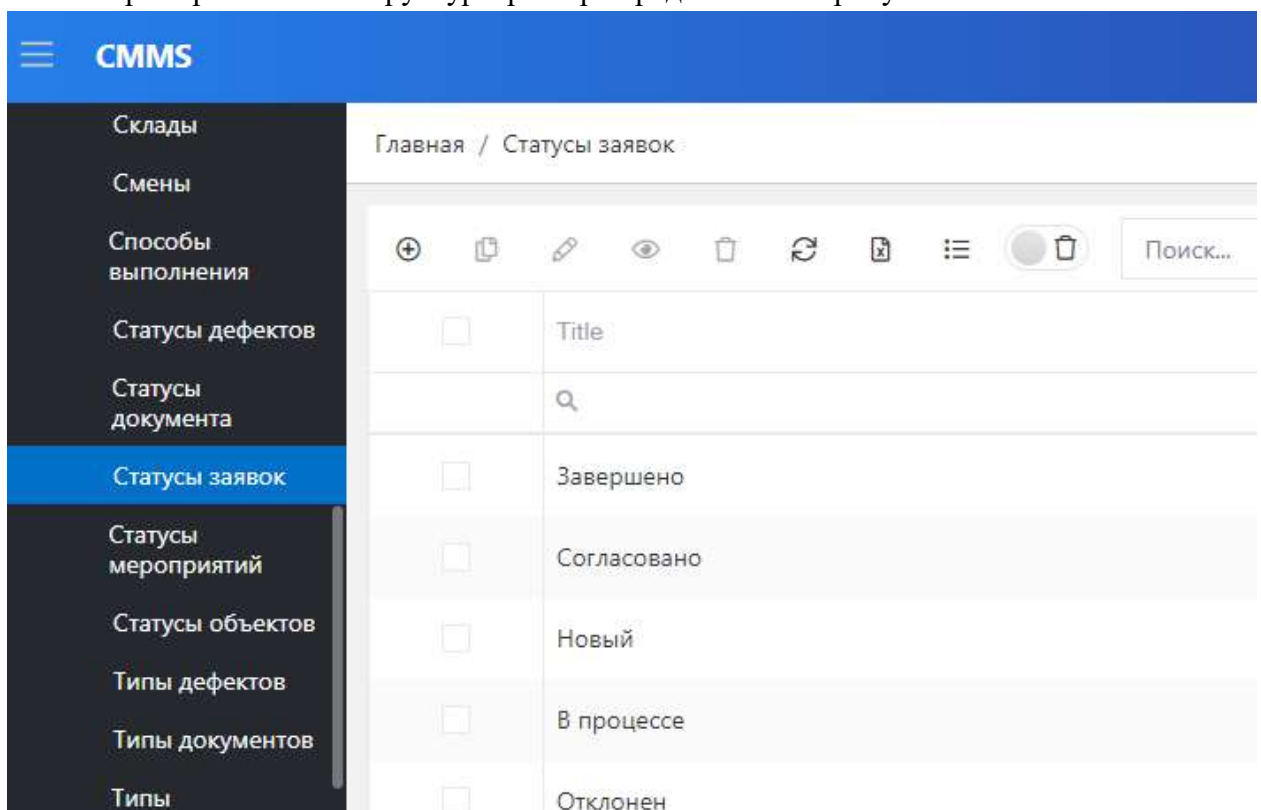 CMMS
Склады
Смены
Способы
выполнения
Статусы дефектов
Статусы
документа
Статусы заявок
Статусы
мероприятий
Статусы объектов
Типы дефектов
Типы документов
Типы
Главная / Статусы заявок
Поиск...
Title
Завершено
Согласовано
Новый
В процессе
Отклонен